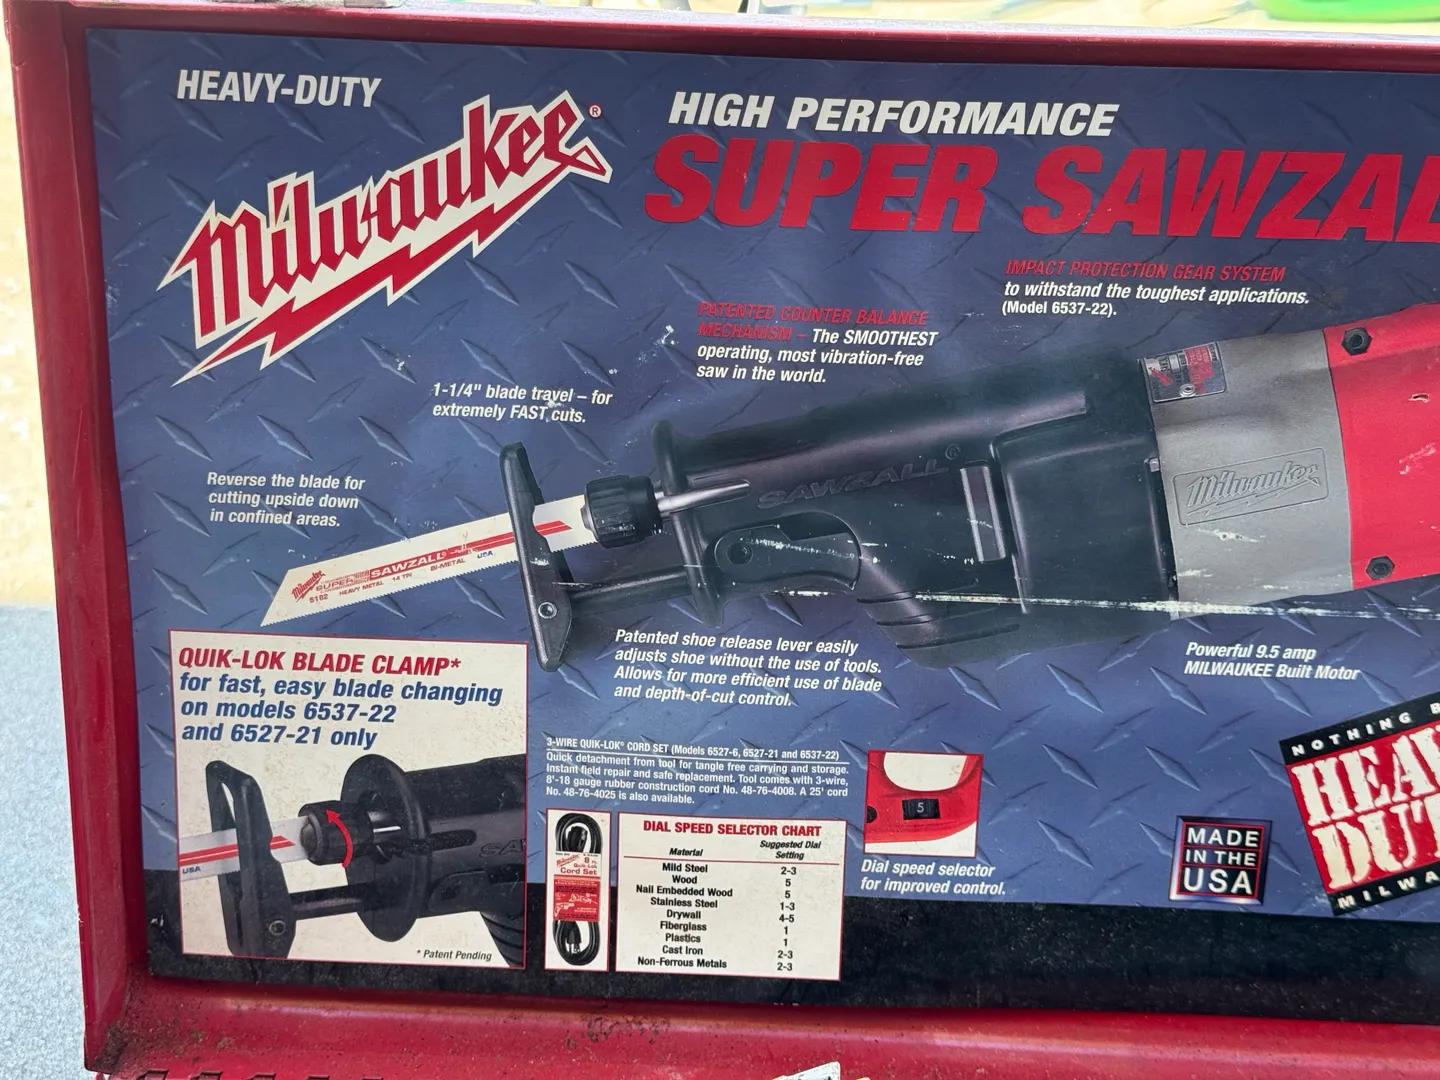 HEAVY-DUTY
Milwaukee®
HIGH PERFORMANCE
SUPER SAWZAL
IMPACT PROTECTION GEAR SYSTEM
to withstand the toughest applications.
(Model 6537-22).
PATENTED COUNTER BALANCE
MECHANISM – The SMOOTHEST
operating, most vibration-free
saw in the world.
1-1/4" blade travel – for
extremely FAST cuts.
Reverse the blade for
cutting upside down
in confined areas.
SAWZALL®
Milwaukee
Milwaukee SUPER SAWZALL USA
5182 HEAVY METAL 14 TPI BI-METAL
Patented shoe release lever easily
adjusts shoe without the use of tools.
Allows for more efficient use of blade
and depth-of-cut control.
Powerful 9.5 amp
MILWAUKEE Built Motor
QUIK-LOK BLADE CLAMP*
for fast, easy blade changing
on models 6537-22
and 6527-21 only
USA
SA
* Patent Pending
3-WIRE QUIK-LOK® CORD SET (Models 6527-6, 6527-21 and 6537-22)
Quick detachment from tool for tangle free carrying and storage.
Instant field repair and safe replacement. Tool comes with 3-wire,
8'-18 gauge rubber construction cord No. 48-76-4008. A 25' cord
No. 48-76-4025 is also available.
Milwaukee
8 Ft.
Quik-Lok
Cord Set
DIAL SPEED SELECTOR CHART
Material Suggested Dial Setting
Mild Steel 2-3
Wood 5
Nail Embedded Wood 5
Stainless Steel 1-3
Drywall 4-5
Fiberglass 1
Plastics 1
Cast Iron 2-3
Non-Ferrous Metals 2-3
5
Dial speed selector
for improved control.
MADE
IN THE
USA
NOTHING B
HEAV
DUT
MILWA